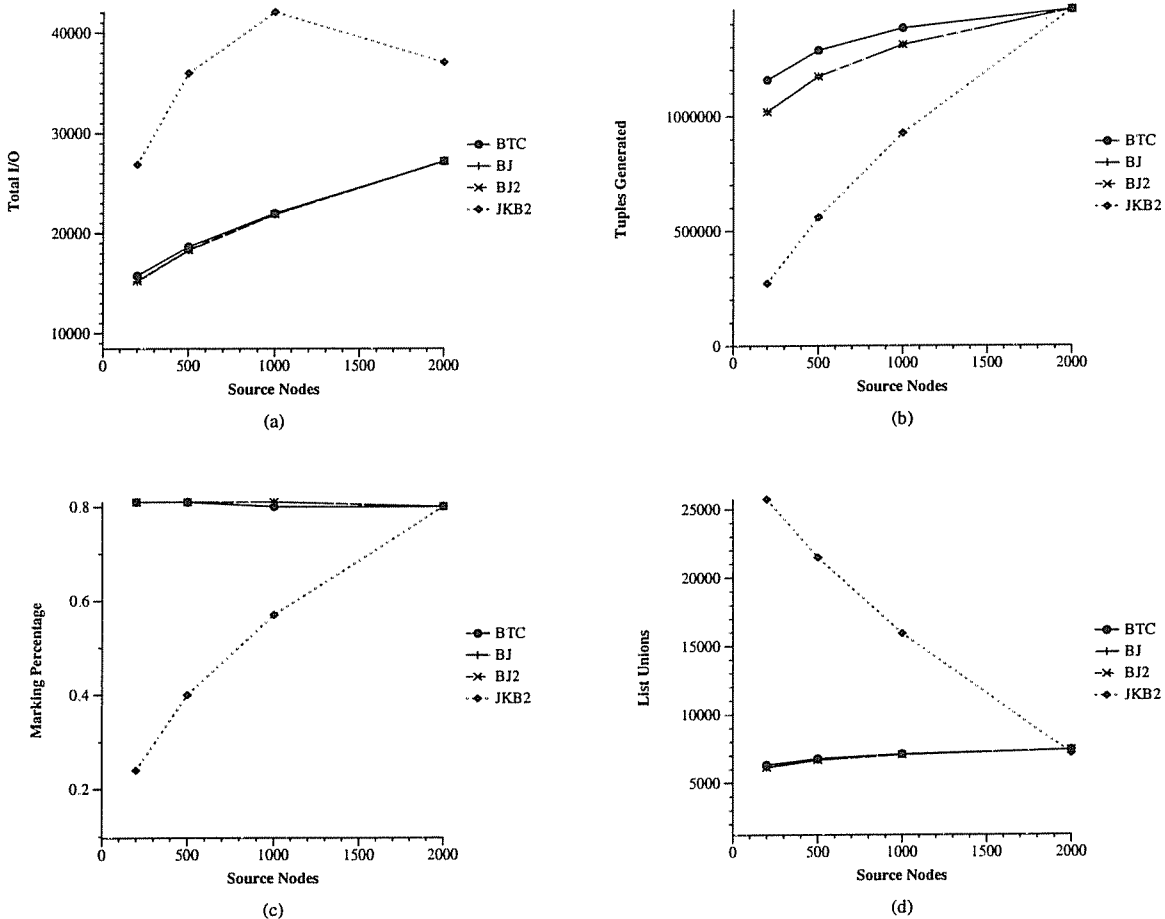 Total I/O
40000
30000
20000
10000
0
500
1000
1500
2000
Source Nodes
BTC
BJ
BJ2
JKB2
(a)
Tuples Generated
1000000
500000
0
0
500
1000
1500
2000
Source Nodes
BTC
BJ
BJ2
JKB2
(b)
Marking Percentage
0.8
0.6
0.4
0.2
0
500
1000
1500
2000
Source Nodes
BTC
BJ
BJ2
JKB2
(c)
List Unions
25000
20000
15000
10000
5000
0
500
1000
1500
2000
Source Nodes
BTC
BJ
BJ2
JKB2
(d)